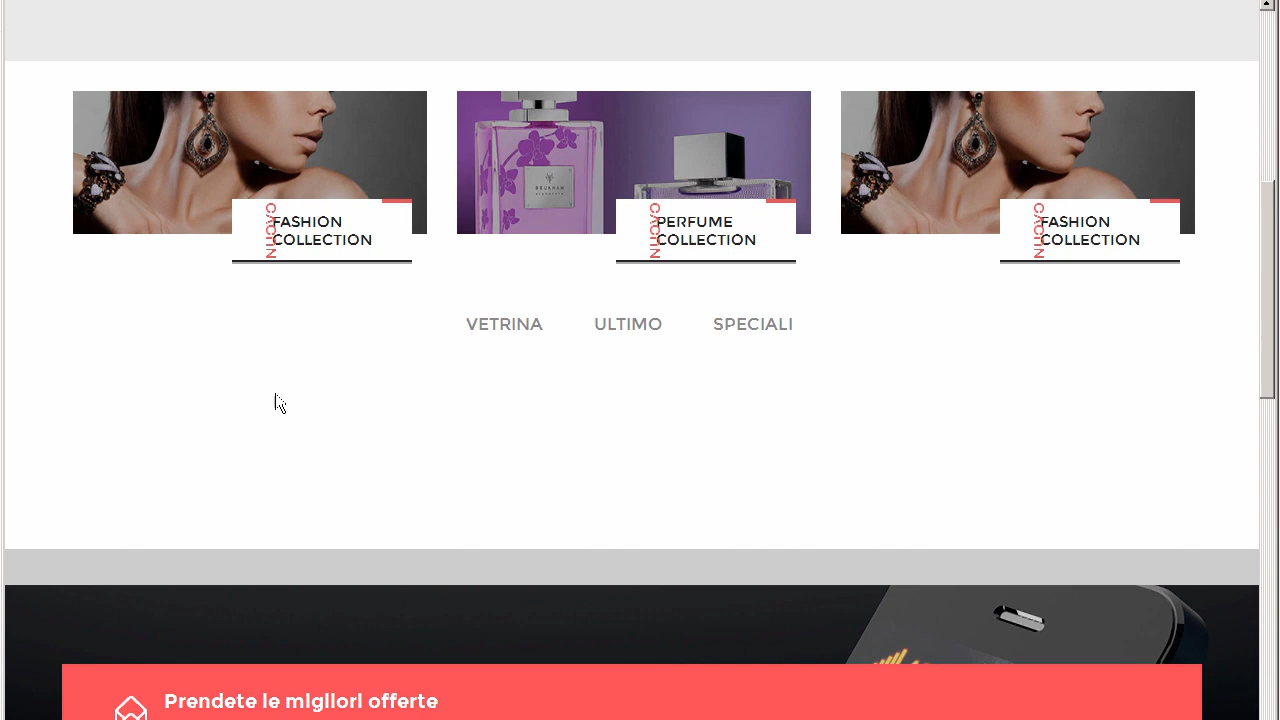 FASHION
COLLECTION
PERFUME
COLLECTION
FASHION
COLLECTION
VETRINA ULTIMO SPECIALI
Prendete le migliori offerte